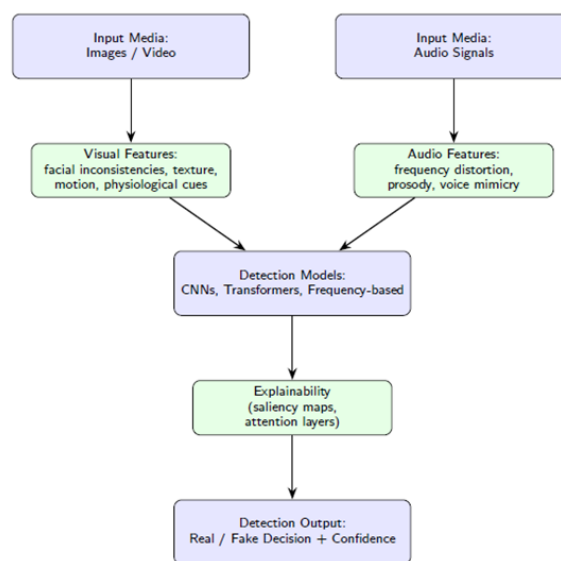 Input Media:
Images / Video
Input Media:
Audio Signals
Visual Features:
facial inconsistencies, texture,
motion, physiological cues
Audio Features:
frequency distortion,
prosody, voice mimicry
Detection Models:
CNNs, Transformers, Frequency-based
Explainability
(saliency maps,
attention layers)
Detection Output:
Real / Fake Decision + Confidence